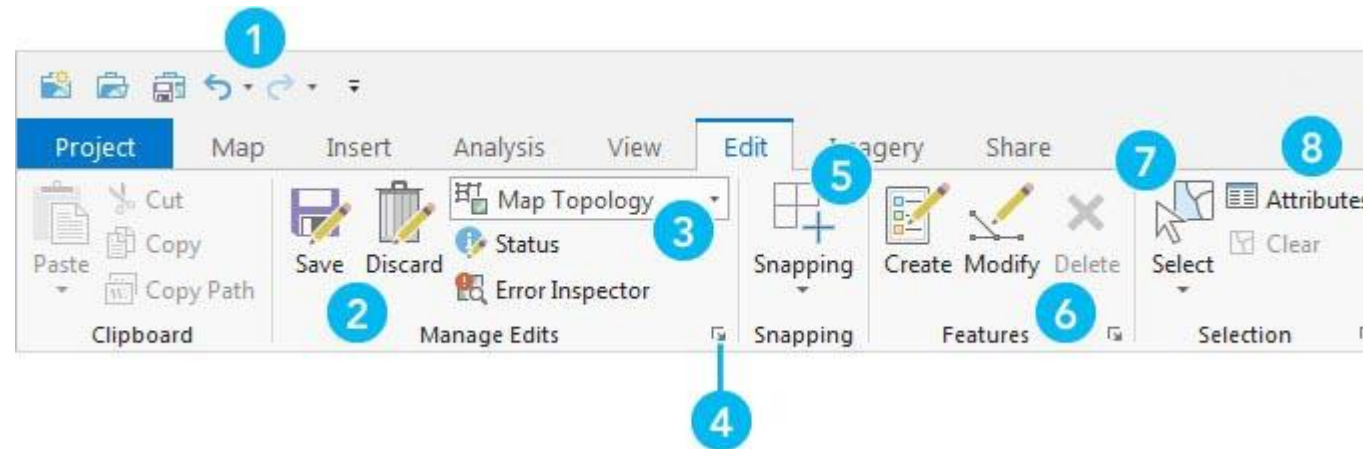 1
Project Map Insert Analysis View Edit Imagery Share
7 8
5
Cut Map Topology Attributes
Copy Status 3 Clear
Paste Save Discard Snapping Create Modify Delete Select
Copy Path Error Inspector
2 6
Clipboard Manage Edits Snapping Features Selection
4